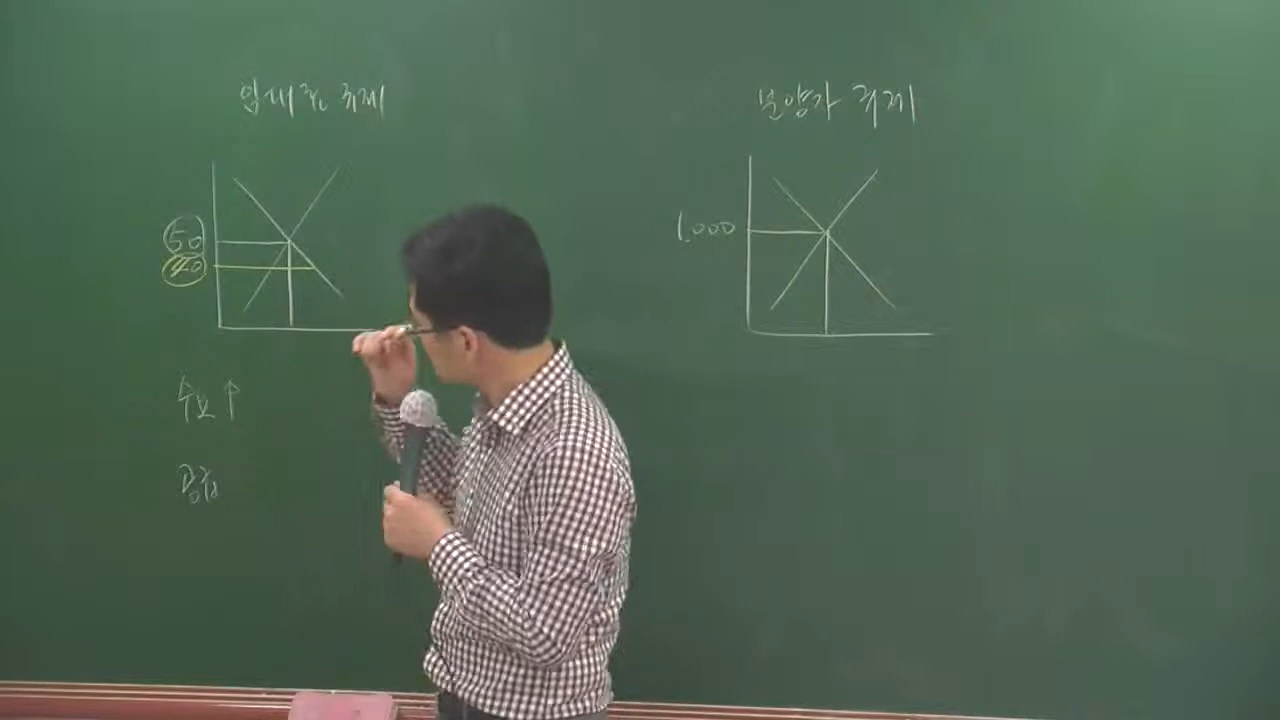 임대료 규제
분양가 규제
50
40
1,000
수요 ↑
공급